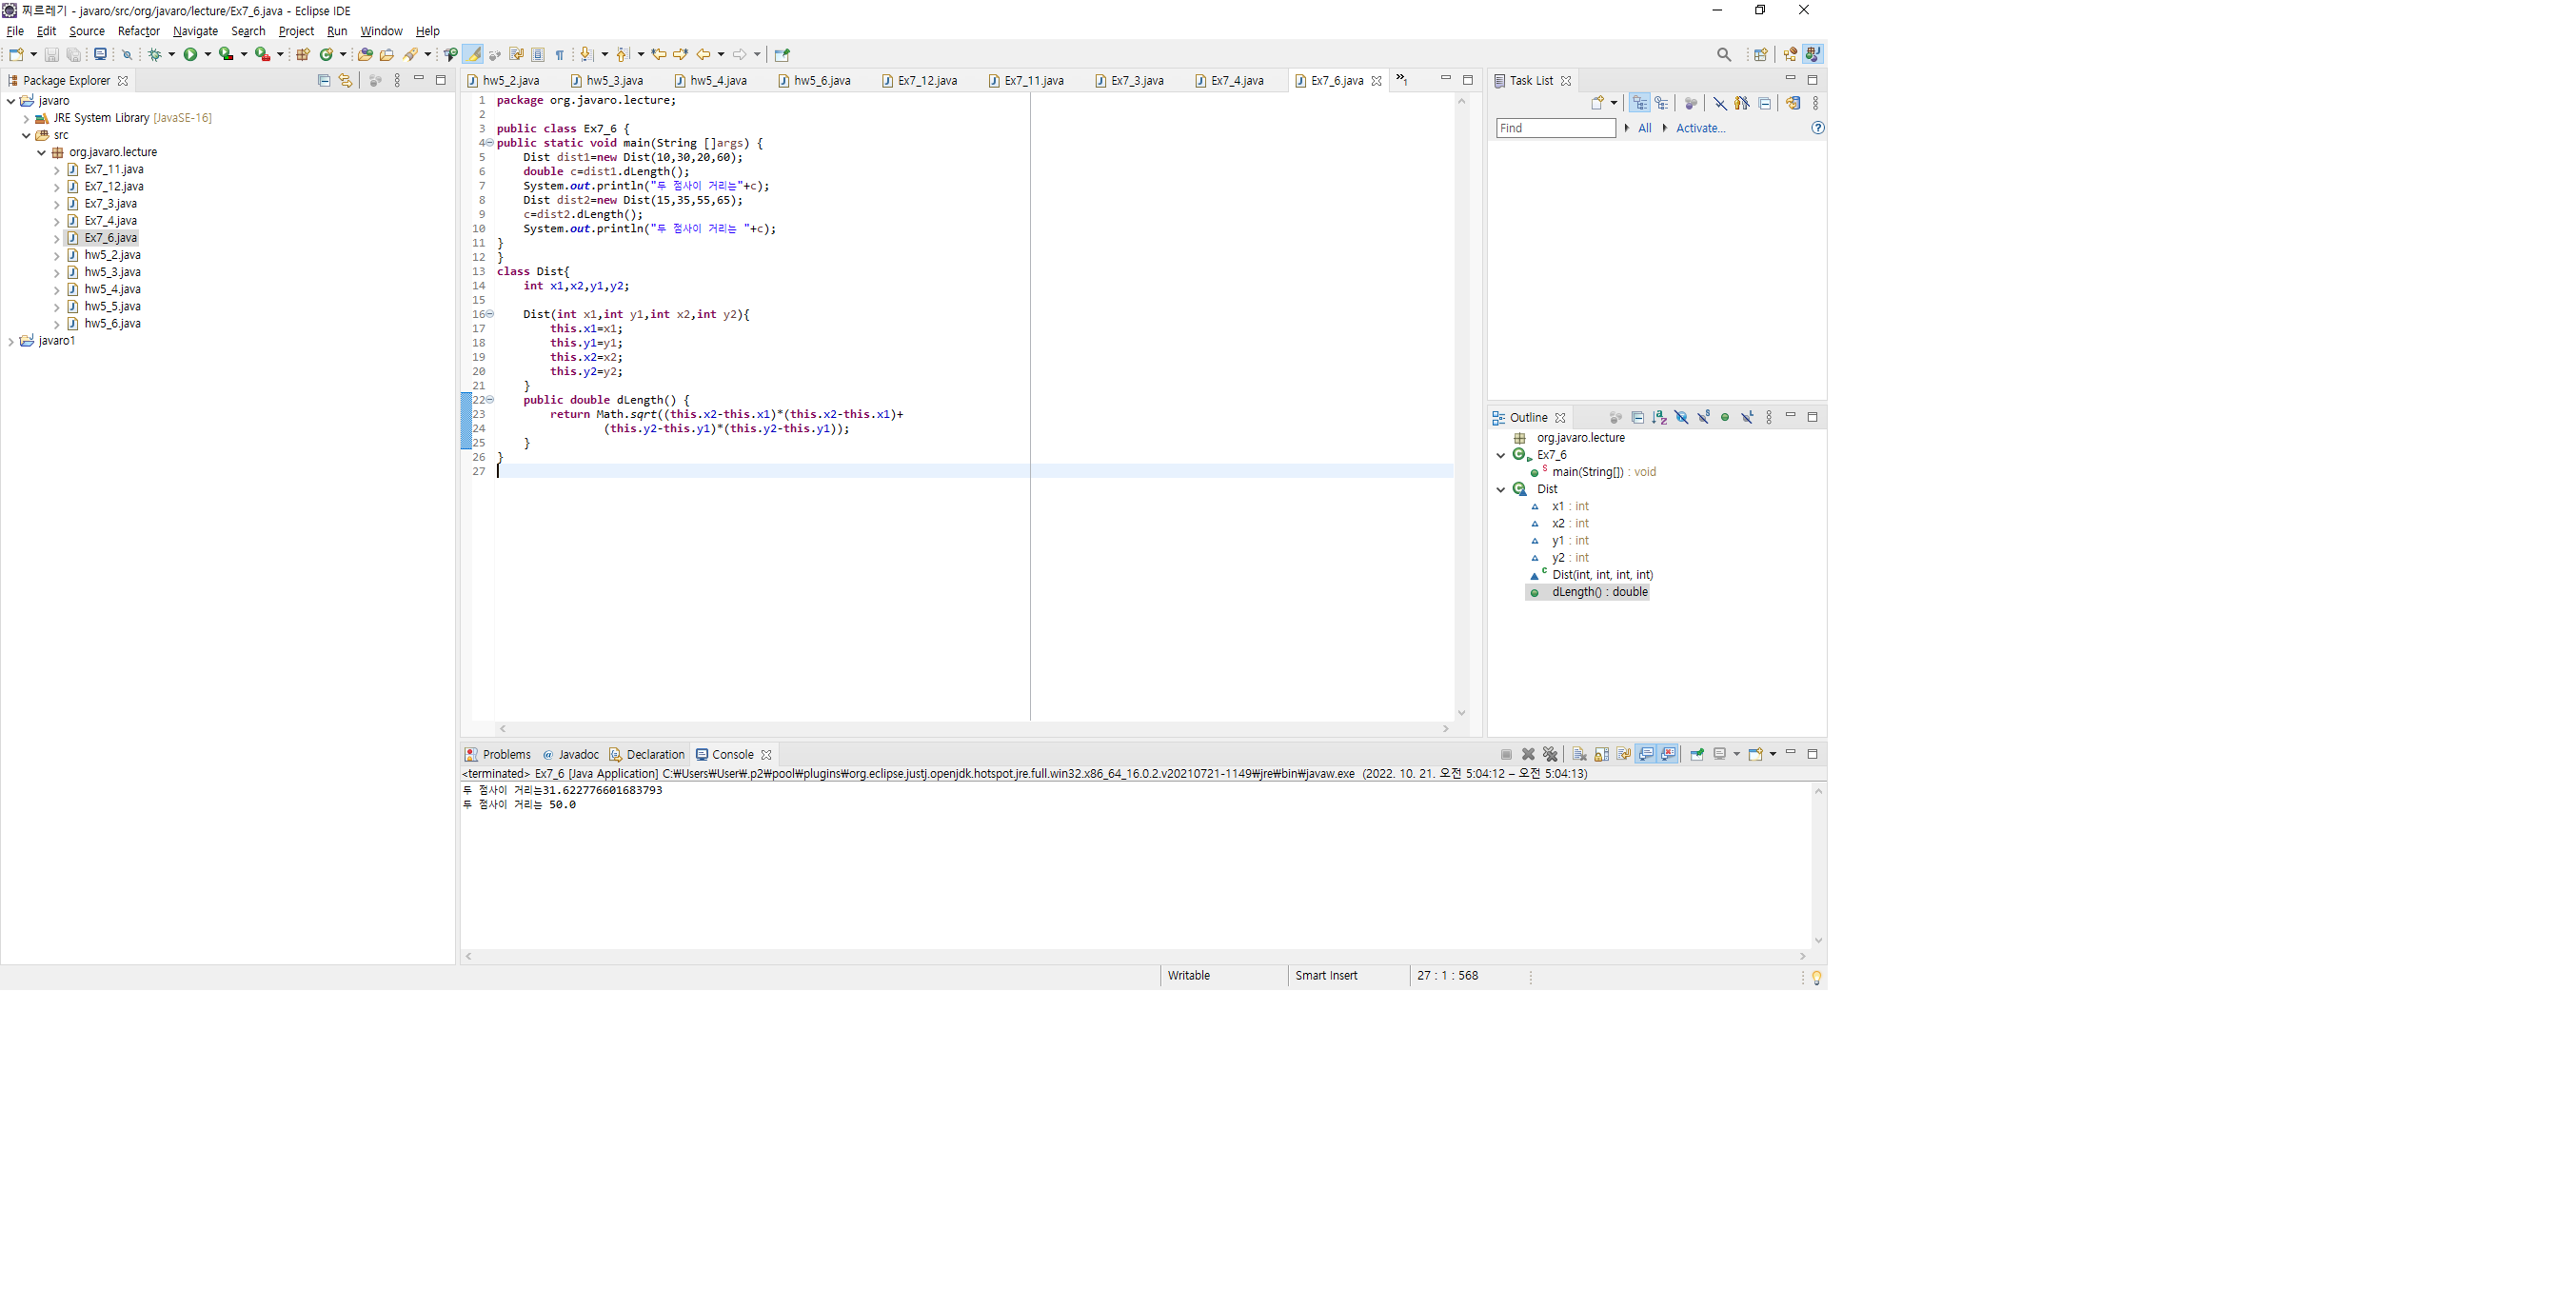 찌르레기 - javaro/src/org/javaro/lecture/Ex7_6.java - Eclipse IDE
File Edit Source Refactor Navigate Search Project Run Window Help
Package Explorer
javaro
JRE System Library [JavaSE-16]
src
org.javaro.lecture
Ex7_11.java
Ex7_12.java
Ex7_3.java
Ex7_4.java
Ex7_6.java
hw5_2.java
hw5_3.java
hw5_4.java
hw5_5.java
hw5_6.java
javaro1
hw5_2.java hw5_3.java hw5_4.java hw5_6.java Ex7_12.java Ex7_11.java Ex7_3.java Ex7_4.java Ex7_6.java »1
1 package org.javaro.lecture;
2
3 public class Ex7_6 {
4 public static void main(String []args) {
5     Dist dist1=new Dist(10,30,20,60);
6     double c=dist1.dLength();
7     System.out.println("두 점사이 거리는"+c);
8     Dist dist2=new Dist(15,35,55,65);
9     c=dist2.dLength();
10     System.out.println("두 점사이 거리는 "+c);
11 }
12 }
13 class Dist{
14     int x1,x2,y1,y2;
15
16     Dist(int x1,int y1,int x2,int y2){
17         this.x1=x1;
18         this.y1=y1;
19         this.x2=x2;
20         this.y2=y2;
21     }
22     public double dLength() {
23         return Math.sqrt((this.x2-this.x1)*(this.x2-this.x1)+
24                 (this.y2-this.y1)*(this.y2-this.y1));
25     }
26 }
27
Task List
Find All Activate...
Outline
org.javaro.lecture
Ex7_6
main(String[]) : void
Dist
x1 : int
x2 : int
y1 : int
y2 : int
Dist(int, int, int, int)
dLength() : double
Problems Javadoc Declaration Console
<terminated> Ex7_6 [Java Application] C:₩Users₩User₩.p2₩pool₩plugins₩org.eclipse.justj.openjdk.hotspot.jre.full.win32.x86_64_16.0.2.v20210721-1149₩jre₩bin₩javaw.exe (2022. 10. 21. 오전 5:04:12 – 오전 5:04:13)
두 점사이 거리는31.622776601683793
두 점사이 거리는 50.0
Writable Smart Insert 27 : 1 : 568